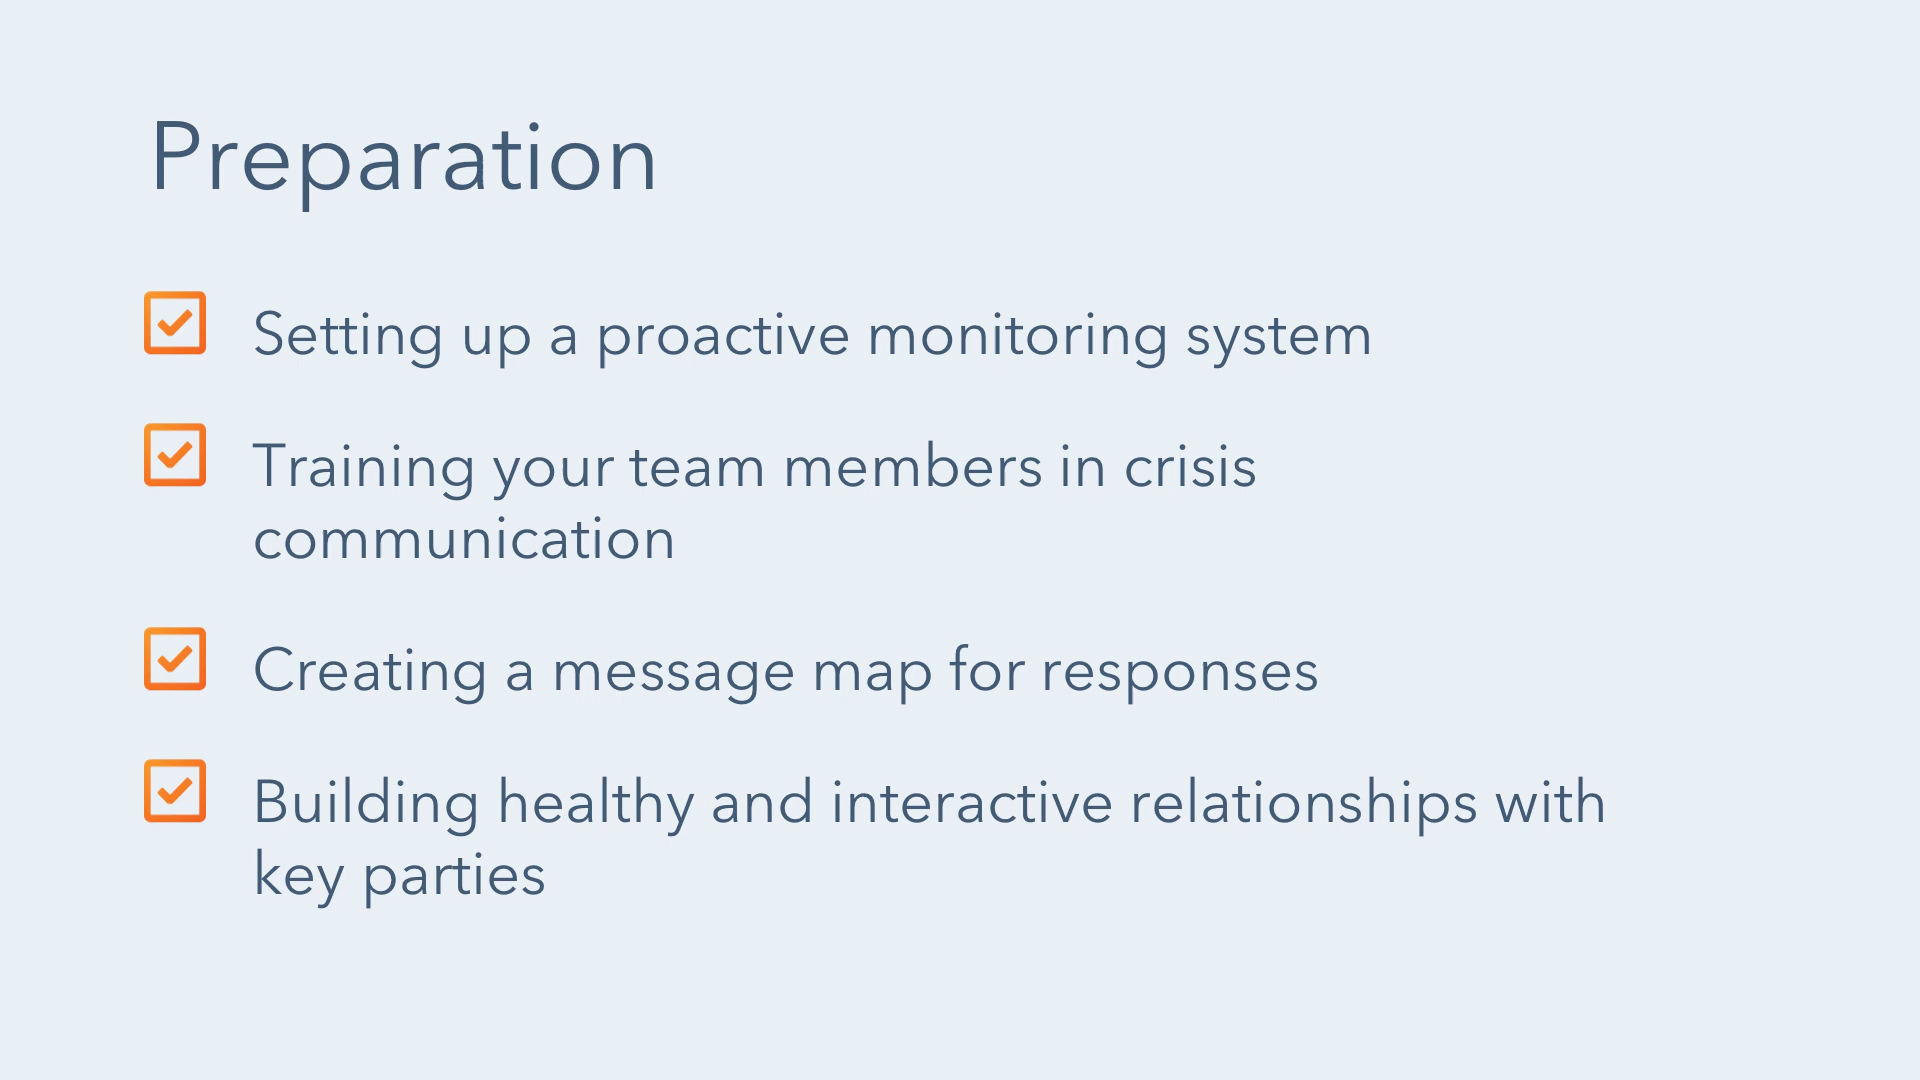 Preparation
Setting up a proactive monitoring system
Training your team members in crisis
communication
Creating a message map for responses
Building healthy and interactive relationships with
key parties